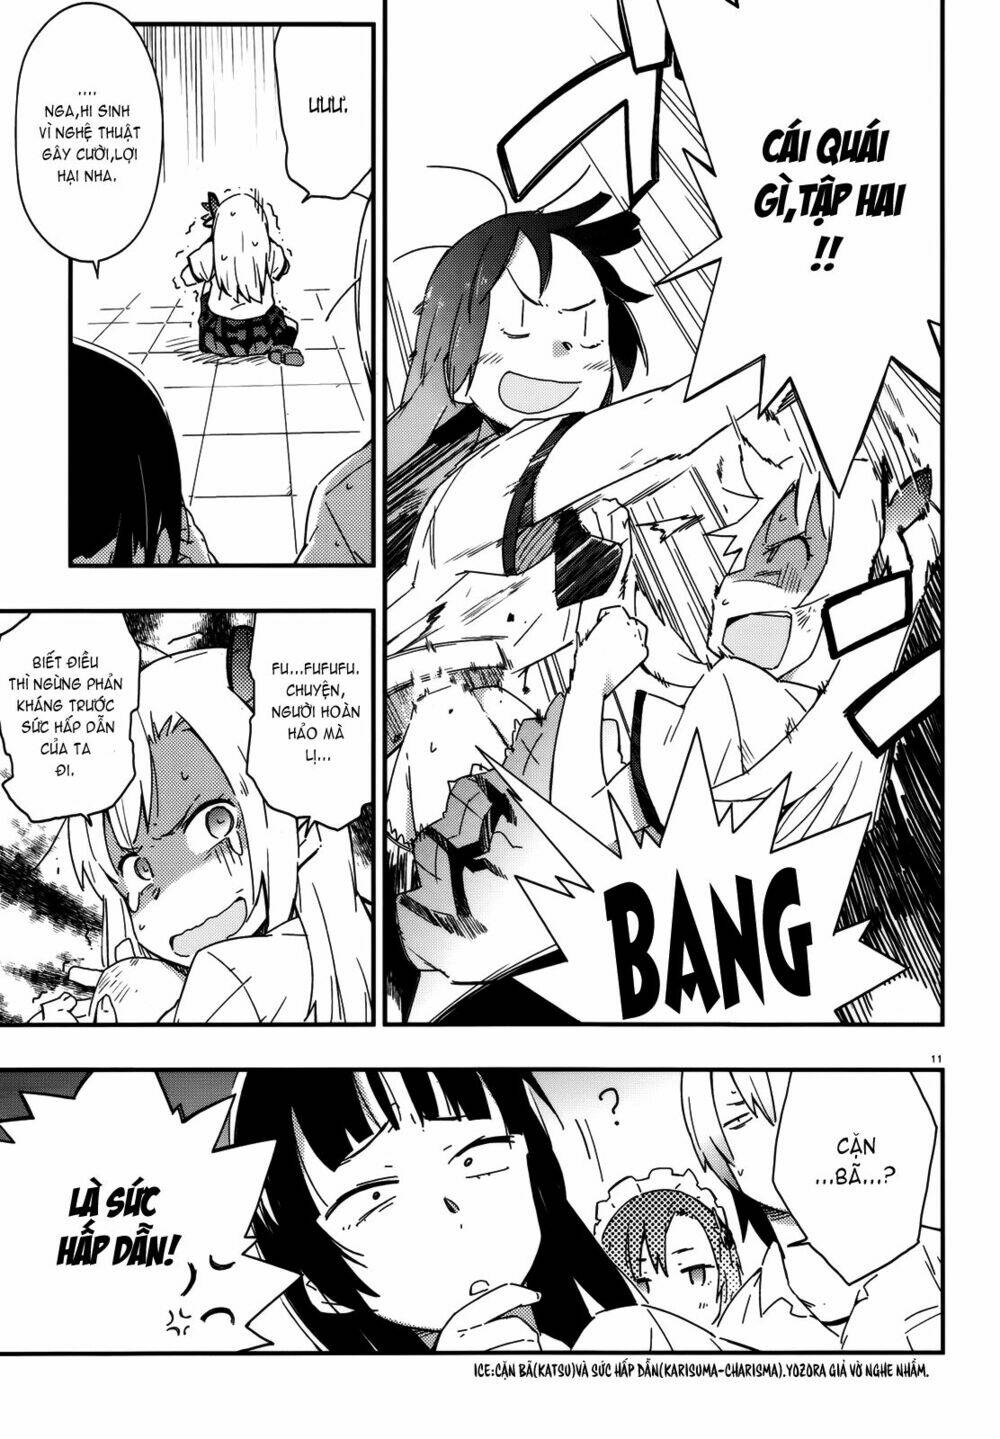 CÁI QUÁI
GÌ,TẬP HAI
!!
BANG
ƯƯƯ.
....
NGA,HI SINH
VÌ NGHỆ THUẬT
GÂY CƯỜI,LỢI
HẠI NHA.
FU...FUFUFU.
CHUYỆN,
NGƯỜI HOÀN
HẢO MÀ
LỊ...
BIẾT ĐIỀU
THÌ NGỪNG PHẢN
KHÁNG TRƯỚC
SỨC HẤP DẪN
CỦA TA
ĐI.
11
CẶN
...BÃ...?
?
LÀ SỨC
HẤP DẪN!
ICE:CẶN BÃ(KATSU)VÀ SỨC HẤP DẪN(KARISUMA-CHARISMA).YOZORA GIẢ VỜ NGHE NHẦM.